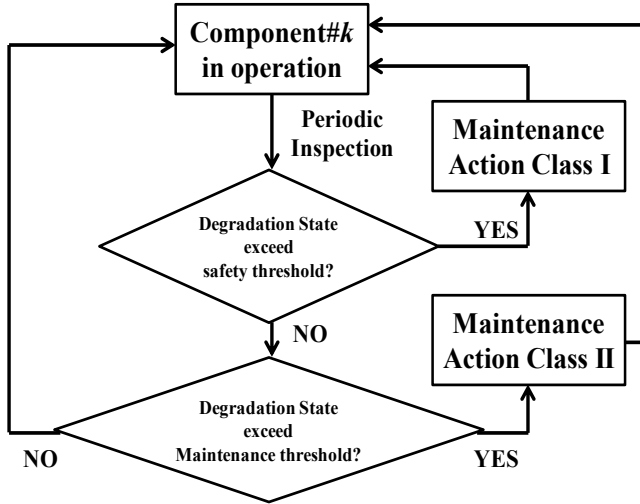 Component#k
in operation
Periodic
Inspection
Maintenance
Action Class I
Degradation State
exceed
safety threshold?
YES
NO
Maintenance
Action Class II
Degradation State
exceed
Maintenance threshold?
NO
YES